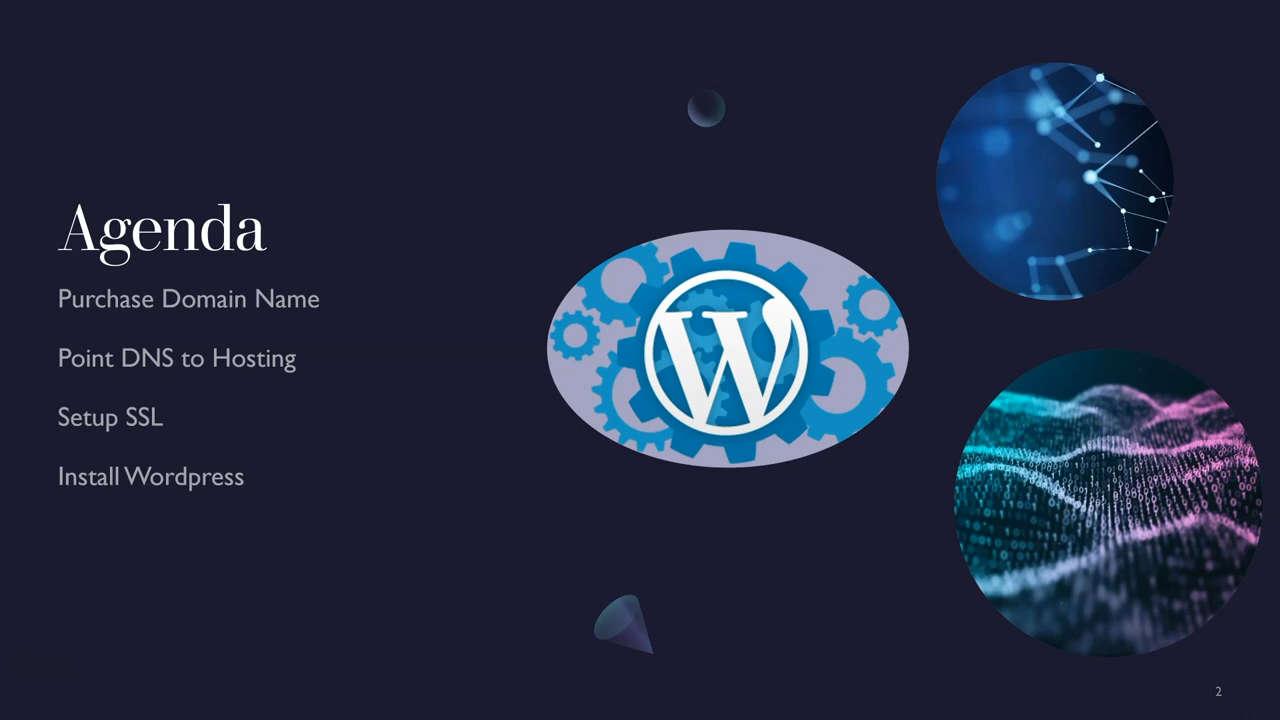 Agenda
Purchase Domain Name
Point DNS to Hosting
Setup SSL
Install Wordpress
W
2